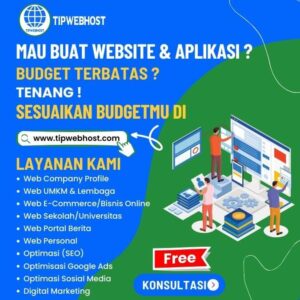 TIPWEBHOST
MAU BUAT WEBSITE & APLIKASI ?
BUDGET TERBATAS ?
TENANG !
SESUAIKAN BUDGETMU DI
www.tipwebhost.com
LAYANAN KAMI
• Web Company Profile
• Web UMKM & Lembaga
• Web E-Commerce/Bisnis Online
• Web Sekolah/Universitas
• Web Portal Berita
• Web Personal
• Optimasi (SEO)
• Optimisasi Google Ads
• Optimasi Sosial Media
• Digital Marketing
Free
KONSULTASI